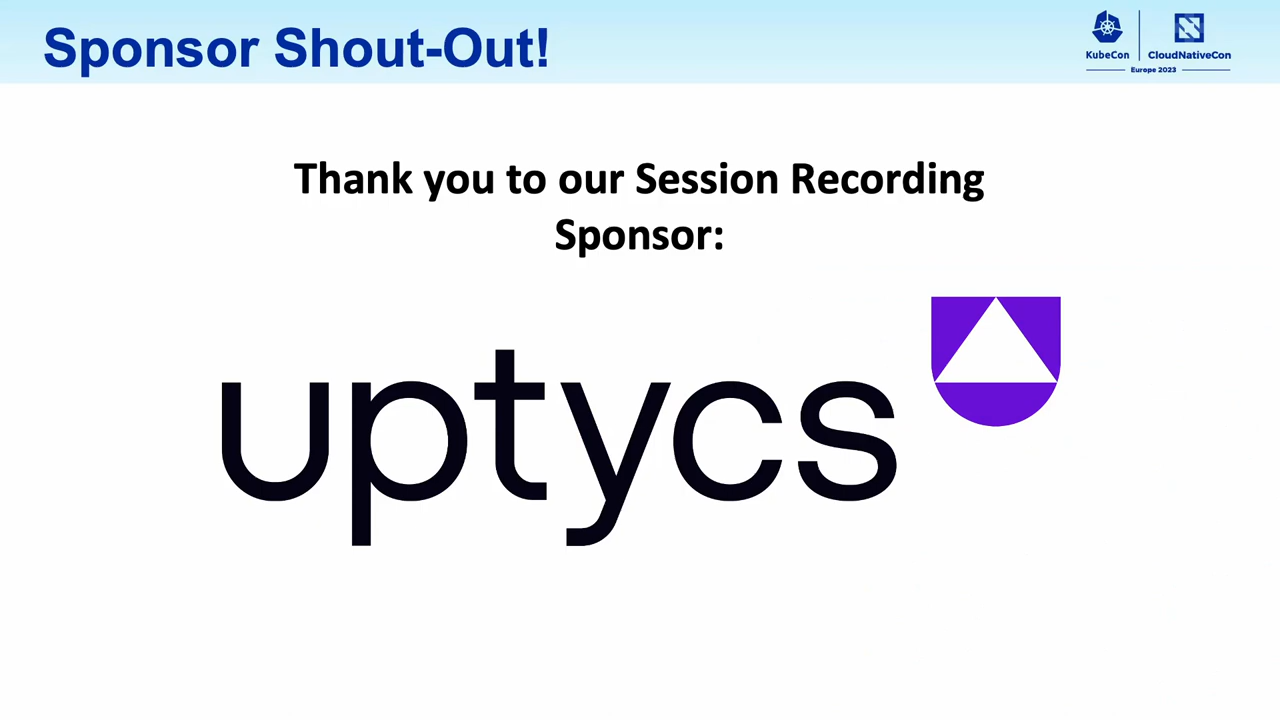 Sponsor Shout-Out!
KubeCon
CloudNativeCon
Europe 2023
Thank you to our Session Recording
Sponsor:
uptycs